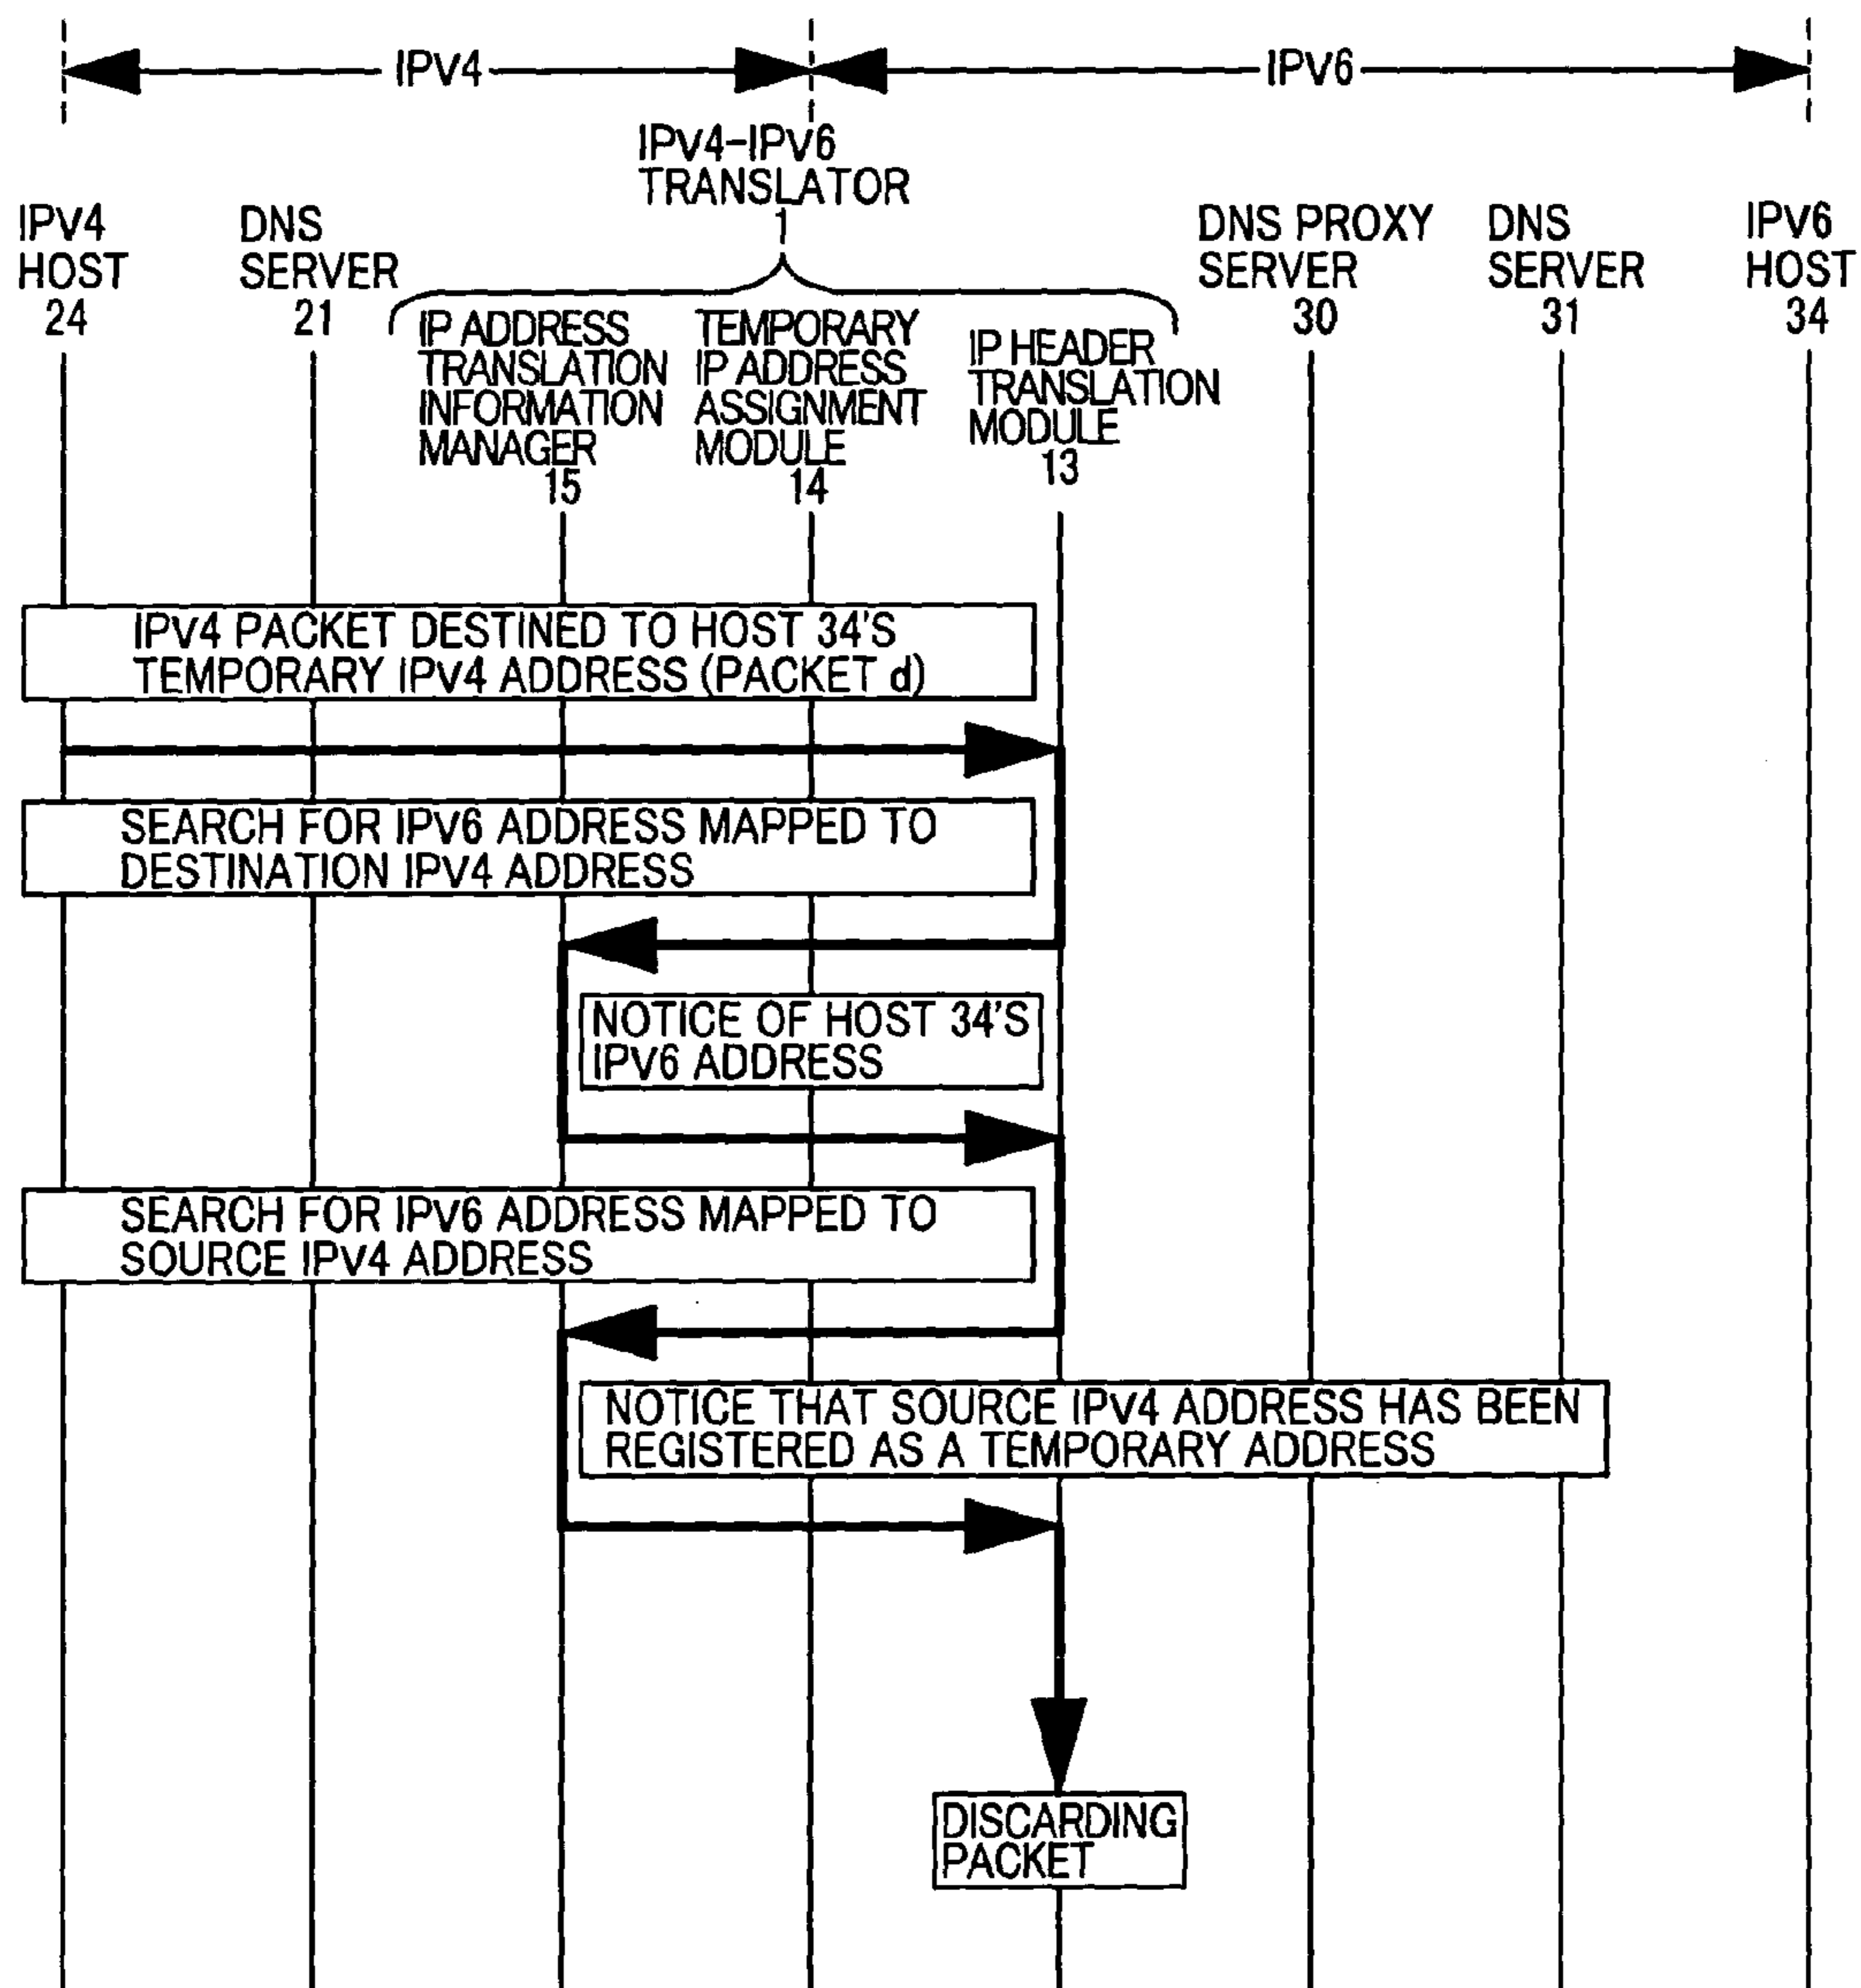 IPV4
IPV6
IPV4-IPV6
TRANSLATOR
1
IPV4
HOST
24
DNS
SERVER
21
IP ADDRESS
TRANSLATION
INFORMATION
MANAGER
15
TEMPORARY
IP ADDRESS
ASSIGNMENT
MODULE
14
IP HEADER
TRANSLATION
MODULE
13
DNS PROXY
SERVER
30
DNS
SERVER
31
IPV6
HOST
34
IPV4 PACKET DESTINED TO HOST 34'S
TEMPORARY IPV4 ADDRESS (PACKET d)
SEARCH FOR IPV6 ADDRESS MAPPED TO
DESTINATION IPV4 ADDRESS
NOTICE OF HOST 34'S
IPV6 ADDRESS
SEARCH FOR IPV6 ADDRESS MAPPED TO
SOURCE IPV4 ADDRESS
NOTICE THAT SOURCE IPV4 ADDRESS HAS BEEN
REGISTERED AS A TEMPORARY ADDRESS
DISCARDING
PACKET